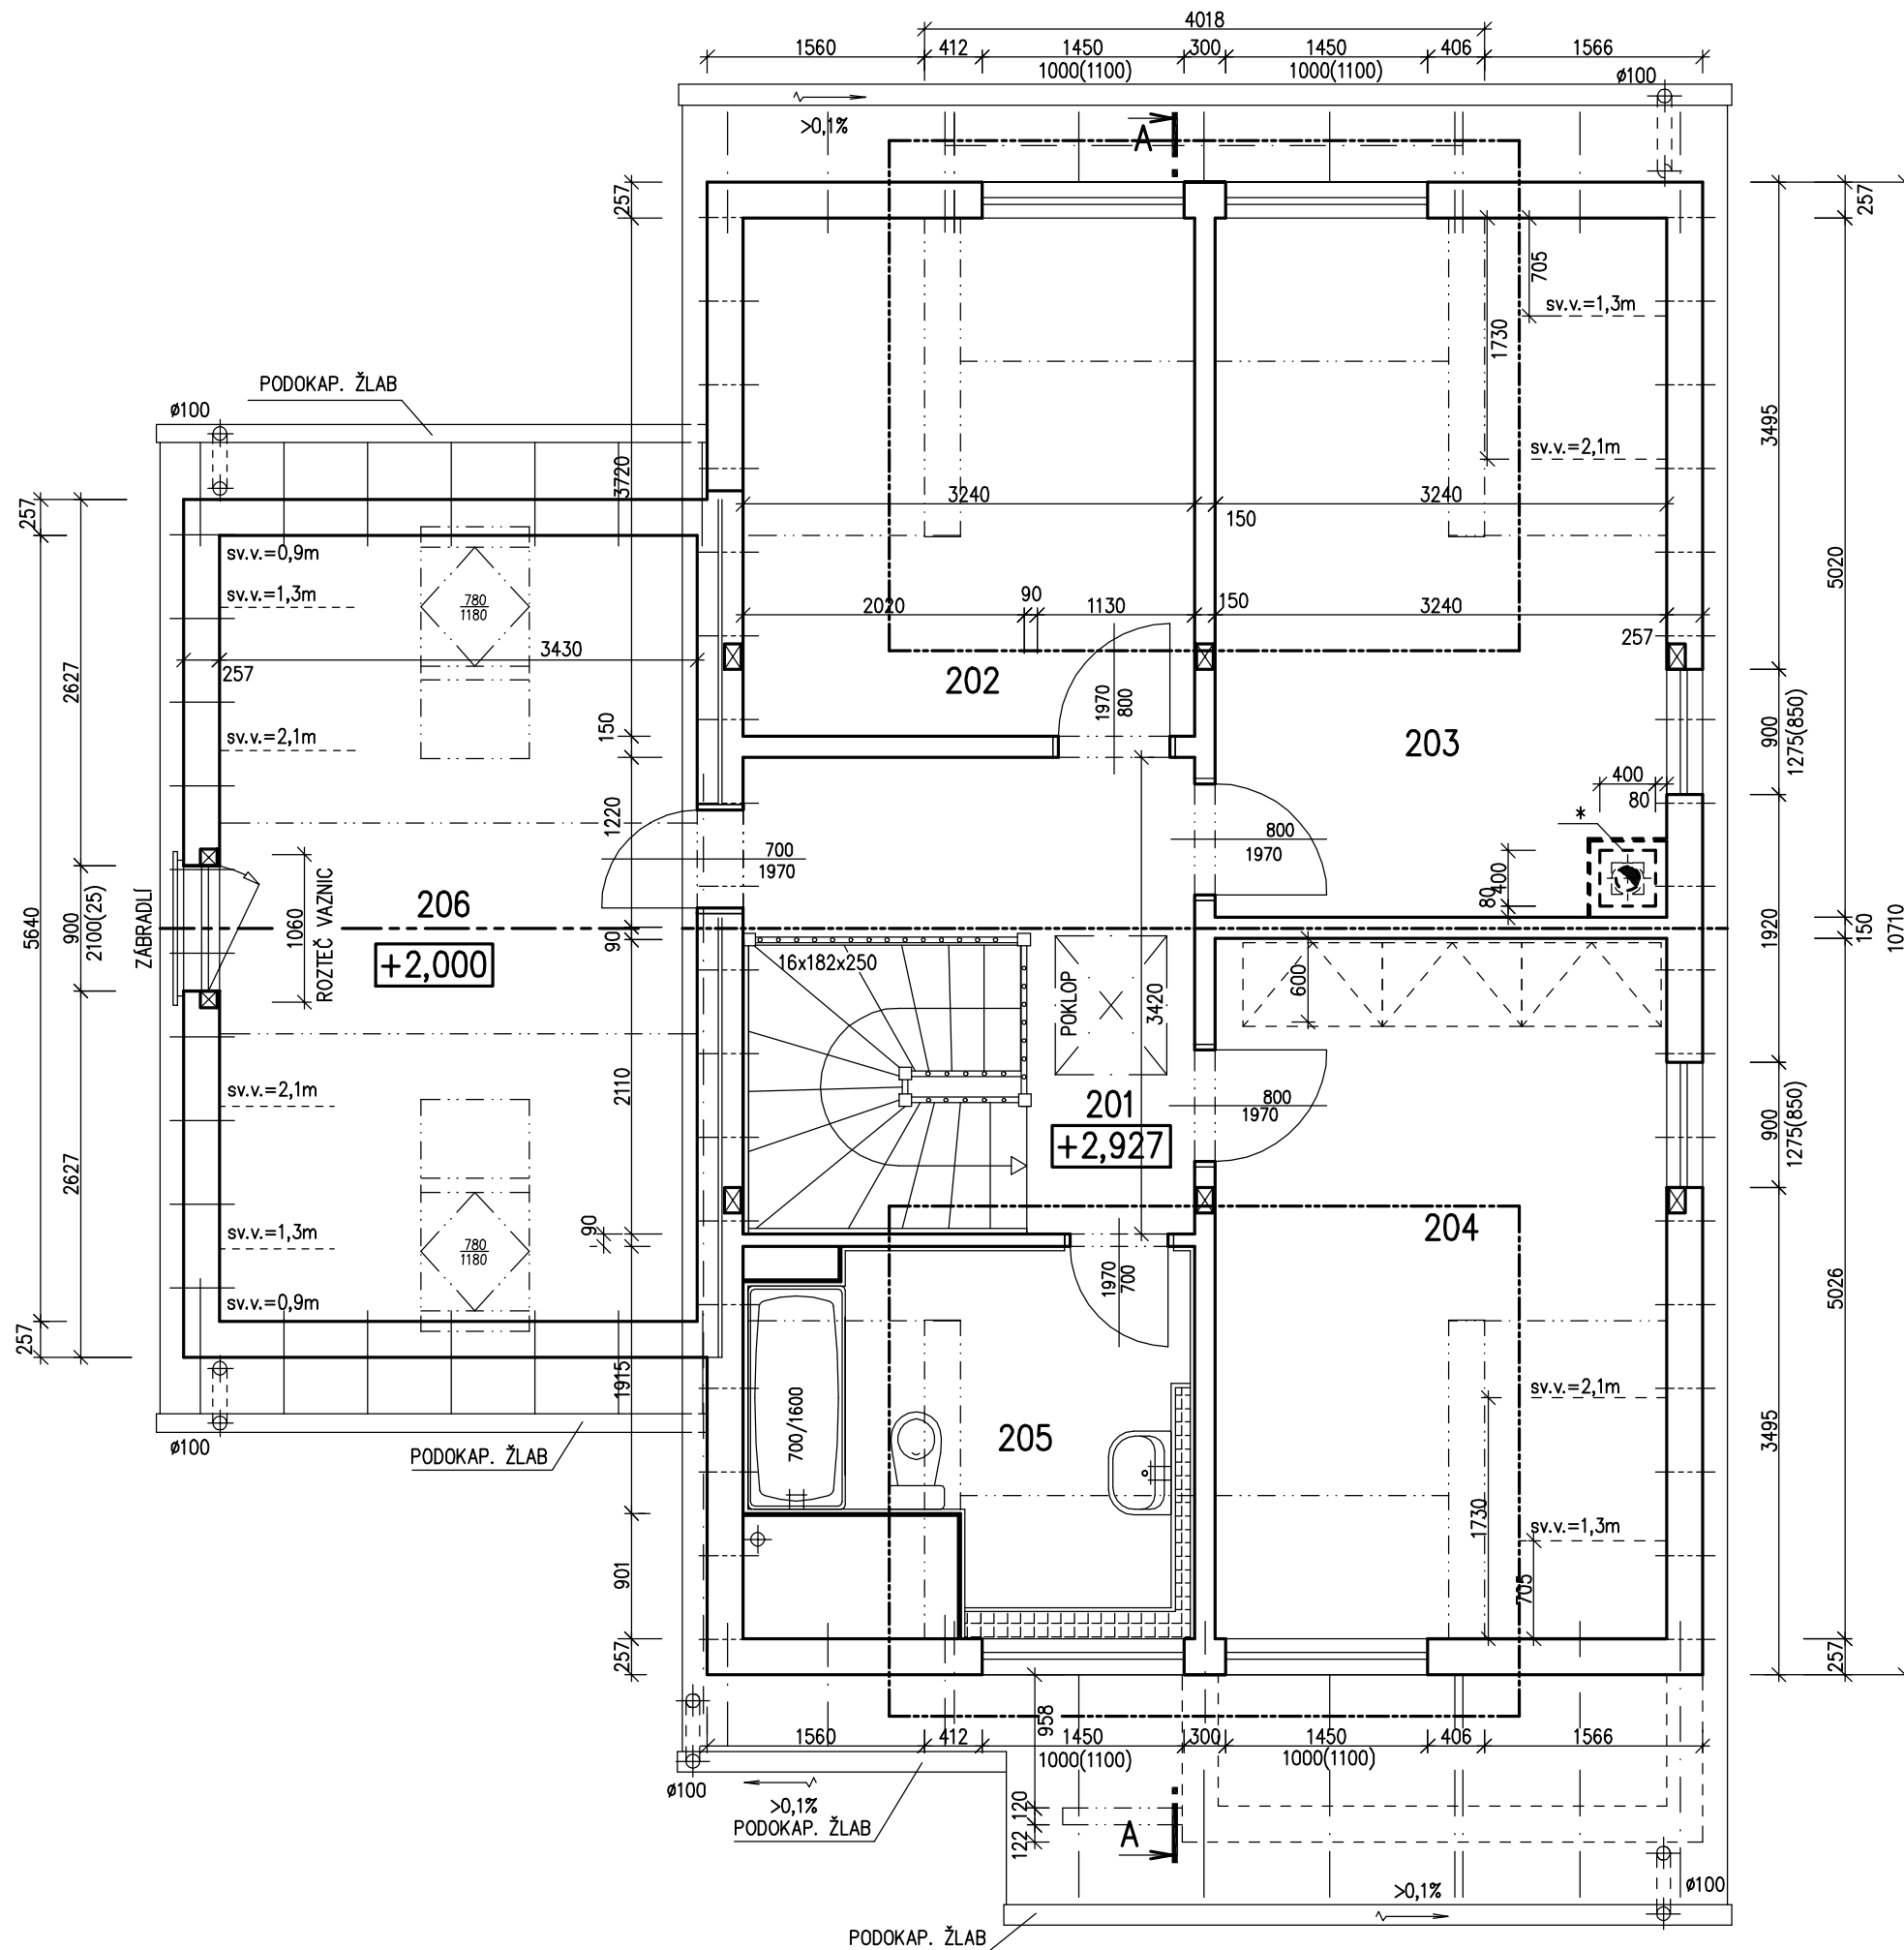 4018
1560 412 1450 300 1450 406 1566
1000(1100) 1000(1100)
ø100
>0,1%
A
257
257
705
sv.v.=1,3m
1730
PODOKAP. ŽLAB
ø100
3495
sv.v.=2,1m
3720
3240 3240
150
257
sv.v.=0,9m
sv.v.=1,3m
780
1180
5020
90
2020 1130 150 3240
257
3430
257
2627
202
1970
800
150
sv.v.=2,1m
203
900
1275(850)
400
80
*
1220
700
1970
800
1970
400
80
206
ZÁBRADLÍ
5640
900
2100(25)
1060
ROZTEČ VAZNIC
+2,000
90
16x182x250
POKLOP
3420
600
1920
150
10710
2110
201
+2,927
800
1970
900
1275(850)
sv.v.=2,1m
2627
sv.v.=1,3m
780
1180
90
204
1970
700
sv.v.=0,9m
257
5026
1915
700/1600
205
sv.v.=2,1m
3495
ø100
PODOKAP. ŽLAB
1730
sv.v.=1,3m
705
901
257
257
958
1560 412 1450 300 1450 406 1566
1000(1100) 1000(1100)
ø100
>0,1%
PODOKAP. ŽLAB
120
122
A
>0,1%
ø100
PODOKAP. ŽLAB